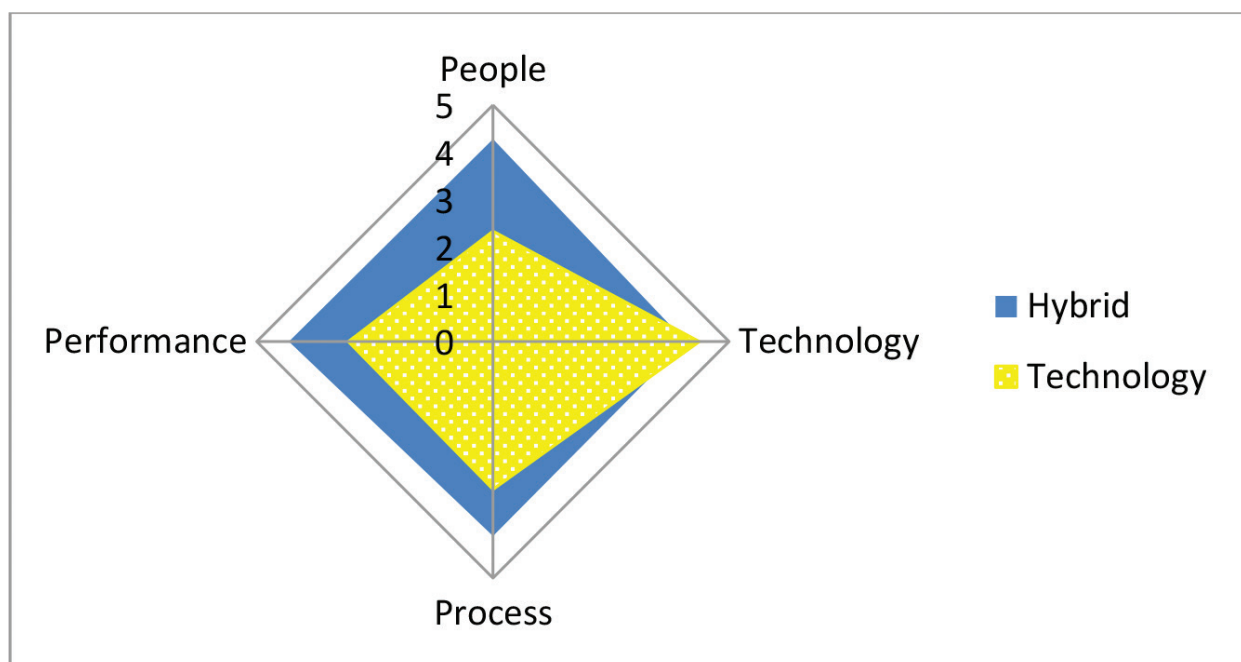 People
5
4
3
2
1
0
Performance
Technology
Process
Hybrid
Technology